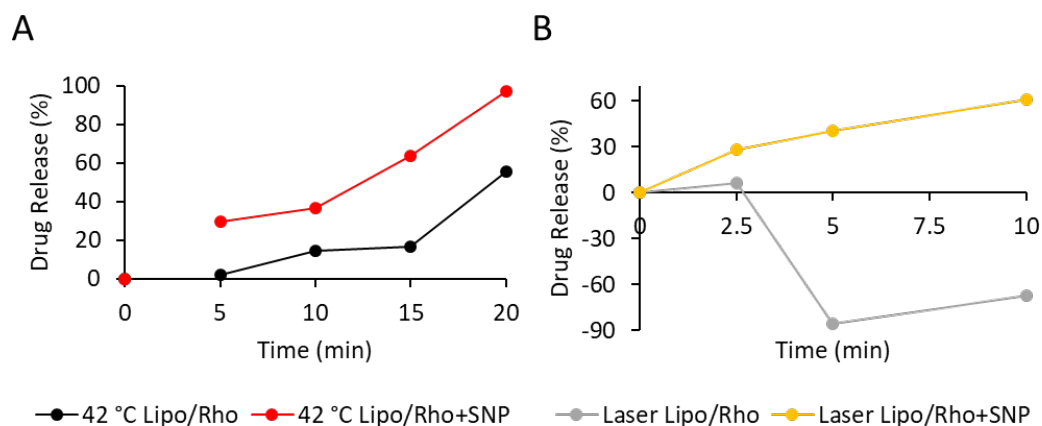 A
Drug Release (%)
100
80
60
40
20
0
0 5 10 15 20
Time (min)
42 °C Lipo/Rho 42 °C Lipo/Rho+SNP
B
Drug Release (%)
60
30
0
-30
-60
-90
0 2.5 5 7.5 10
Time (min)
Laser Lipo/Rho Laser Lipo/Rho+SNP